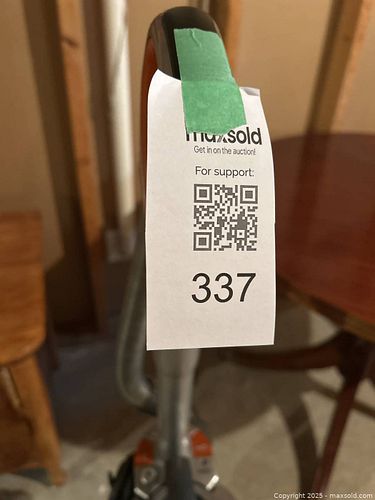 maxsold
Get in on the auction!
For support:
337
Copyright 2025 - maxsold.com